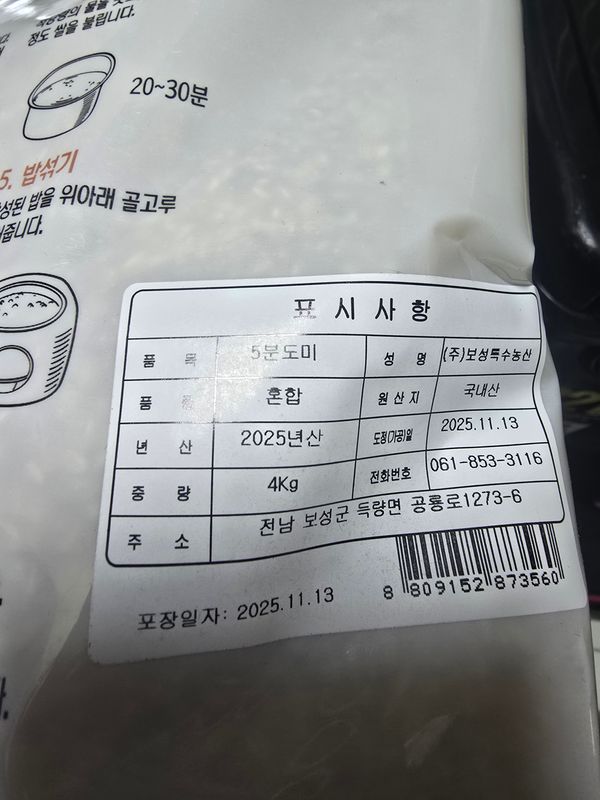 정도 쌀을 불립니다.
20~30분
5. 밥섞기
밥을 위아래 골고루
줍니다.
표시사항
품 목 5분도미 성 명 (주)보성특수농산
품 혼합 원산지 국내산
년 산 2025년산 도정(가공)일 2025.11.13
중 량 4Kg 전화번호 061-853-3116
주 소 전남 보성군 득량면 공룡로1273-6
포장일자: 2025.11.13
8 809152 873560